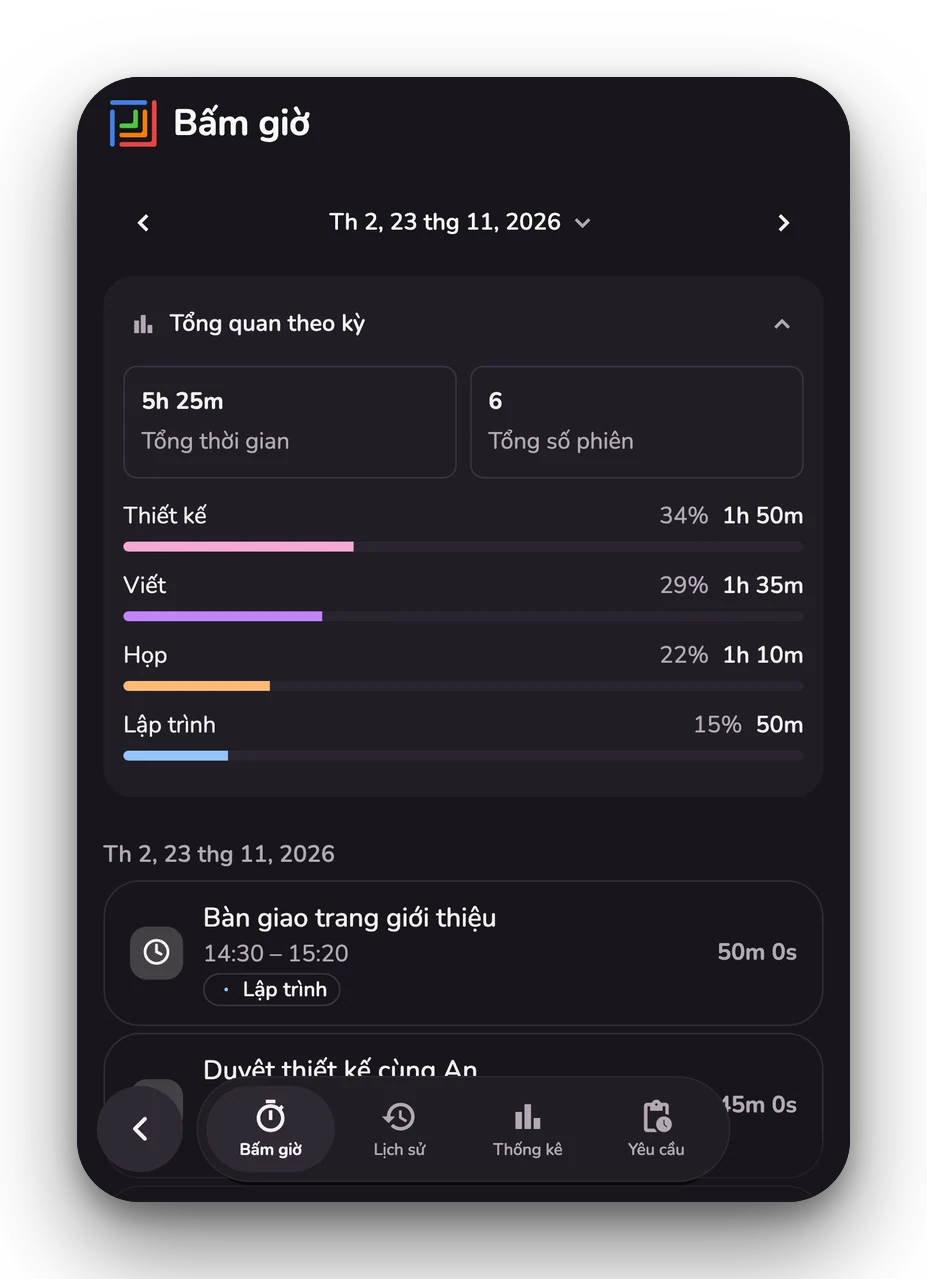 Bấm giờ
Th 2, 23 thg 11, 2026
Tổng quan theo kỳ
5h 25m
Tổng thời gian
6
Tổng số phiên
Thiết kế 34% 1h 50m
Viết 29% 1h 35m
Họp 22% 1h 10m
Lập trình 15% 50m
Th 2, 23 thg 11, 2026
Bàn giao trang giới thiệu
14:30 – 15:20
50m 0s
Lập trình
Duyệt thiết kế cùng An
45m 0s
Bấm giờ
Lịch sử
Thống kê
Yêu cầu